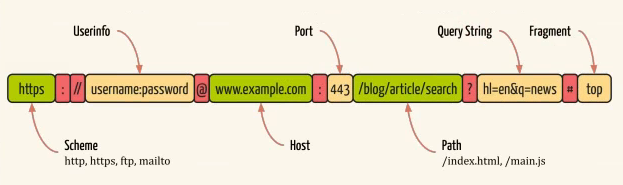 Userinfo Port Query String Fragment
https : // username:password @ www.example.com : 443 /blog/article/search ? hl=en&q=news # top
Scheme Host Path
http, https, ftp, mailto /index.html, /main.js